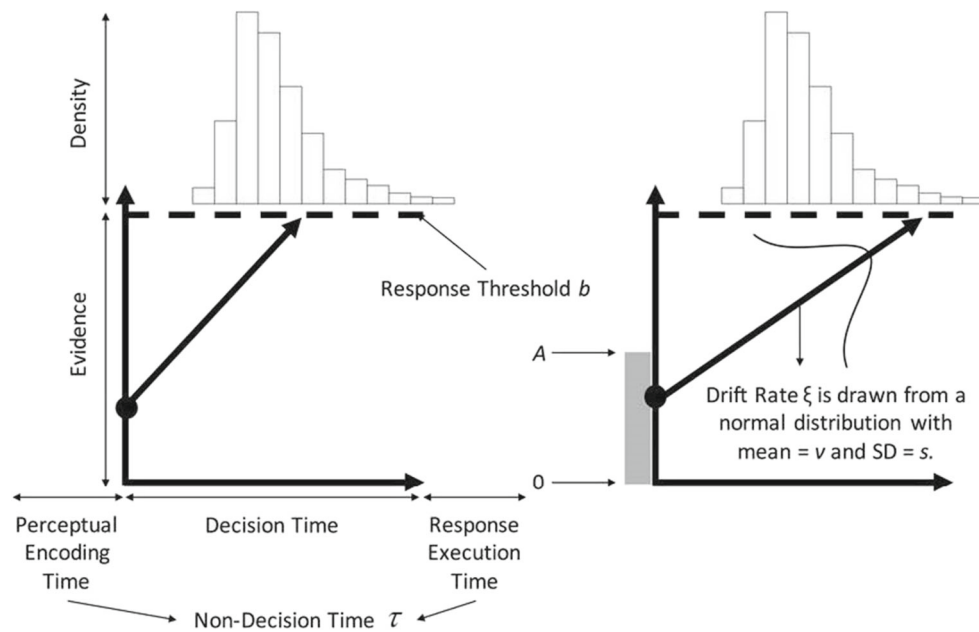 Density
Evidence
Response Threshold b
A
0
Drift Rate ξ is drawn from a
normal distribution with
mean = v and SD = s.
Perceptual
Encoding
Time
Decision Time
Response
Execution
Time
Non-Decision Time τ